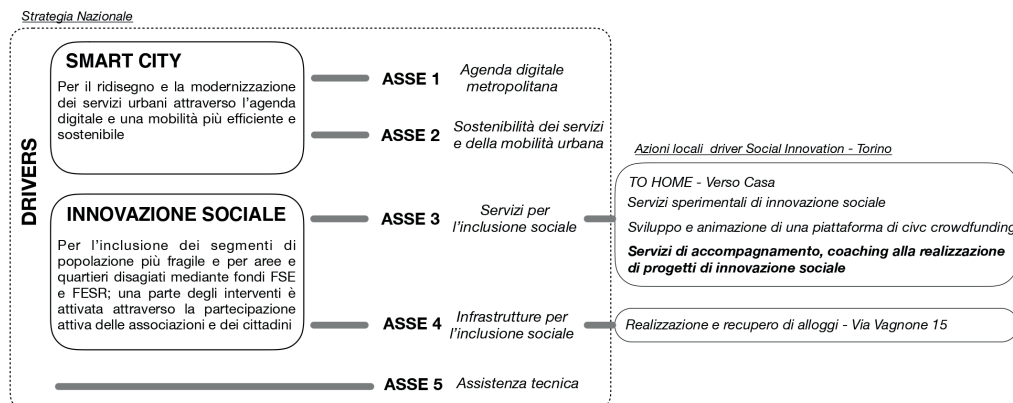 Strategia Nazionale
DRIVERS
SMART CITY
Per il ridisegno e la modernizzazione
dei servizi urbani attraverso l'agenda
digitale e una mobilità più efficiente e
sostenibile
ASSE 1
Agenda digitale
metropolitana
ASSE 2
Sostenibilità dei servizi
e della mobilità urbana
INNOVAZIONE SOCIALE
Per l'inclusione dei segmenti di
popolazione più fragile e per aree e
quartieri disagiati mediante fondi FSE
e FESR; una parte degli interventi è
attivata attraverso la partecipazione
attiva delle associazioni e dei cittadini
ASSE 3
Servizi per
l'inclusione sociale
ASSE 4
Infrastrutture per
l'inclusione sociale
ASSE 5
Assistenza tecnica
Azioni locali driver Social Innovation - Torino
TO HOME - Verso Casa
Servizi sperimentali di innovazione sociale
Sviluppo e animazione di una piattaforma di civc crowdfunding
Servizi di accompagnamento, coaching alla realizzazione
di progetti di innovazione sociale
Realizzazione e recupero di alloggi - Via Vagnone 15